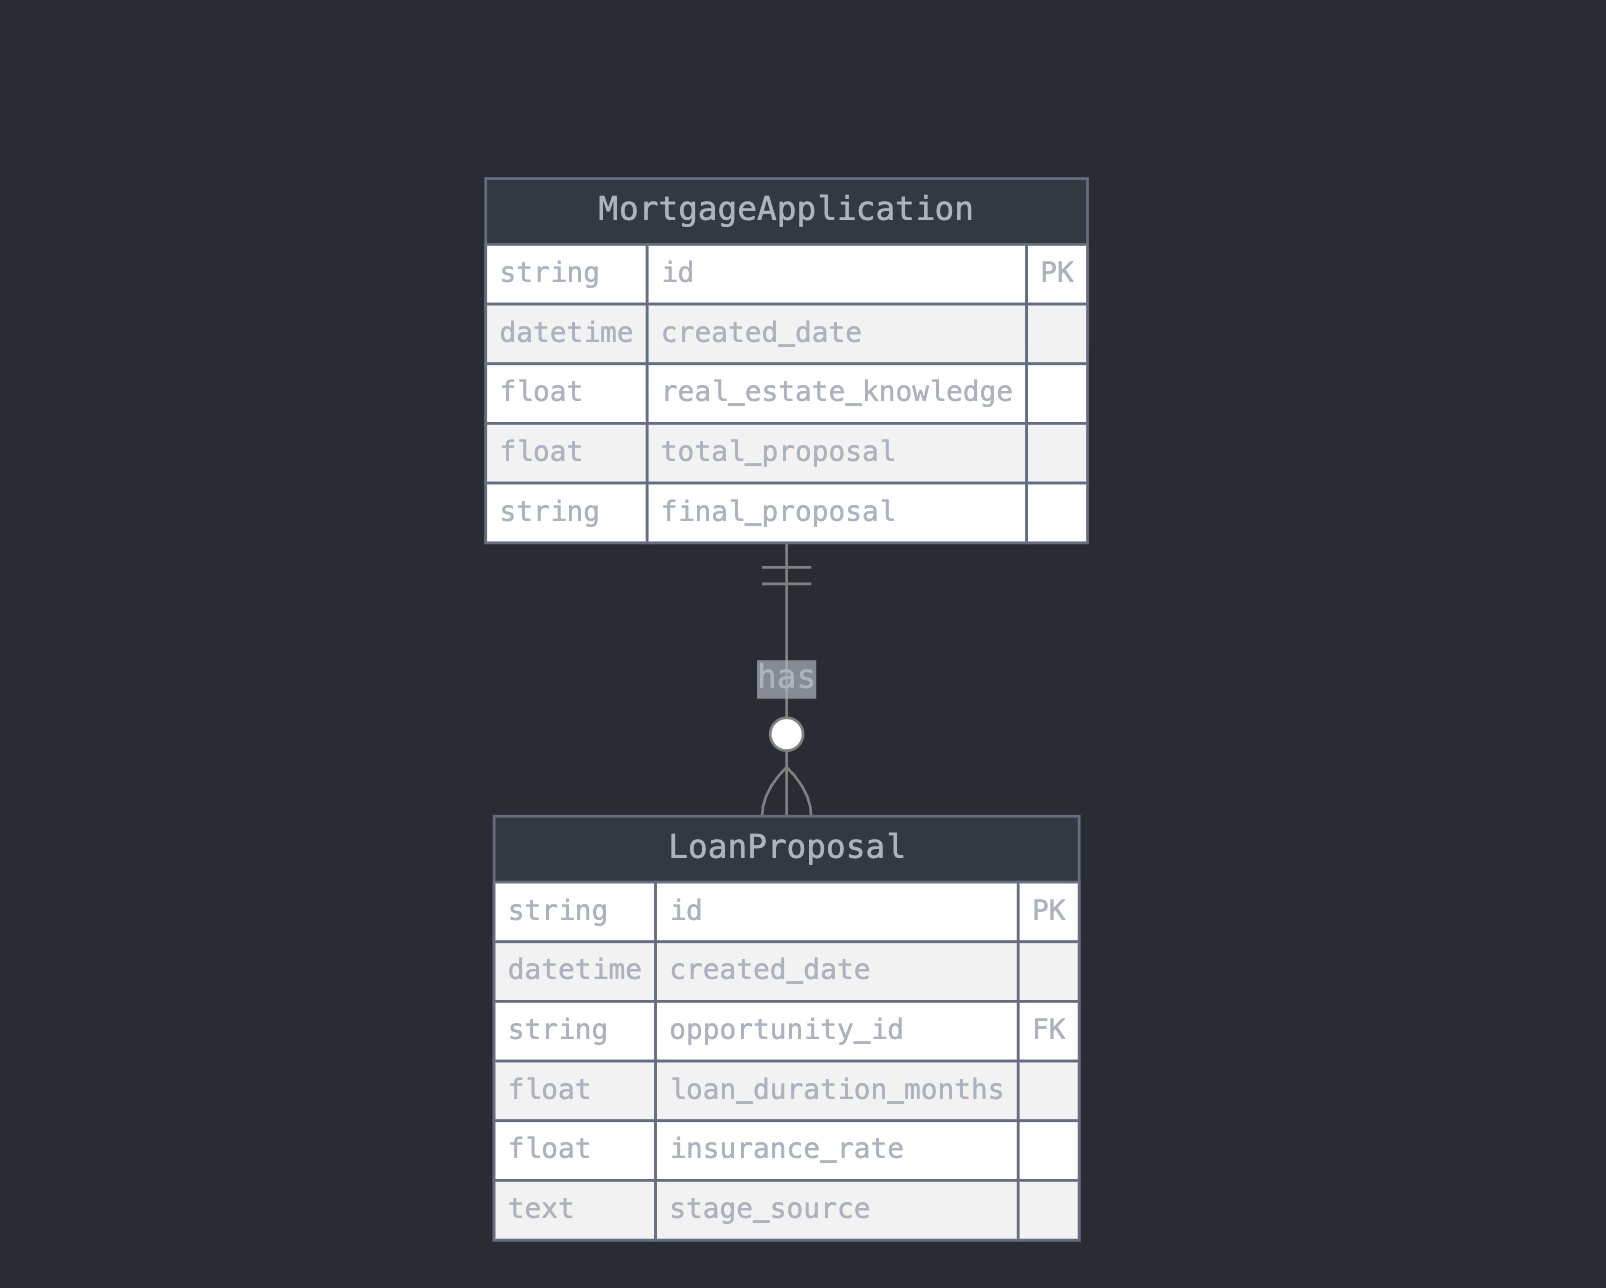 MortgageApplication
string id PK
datetime created_date
float real_estate_knowledge
float total_proposal
string final_proposal
has
LoanProposal
string id PK
datetime created_date
string opportunity_id FK
float loan_duration_months
float insurance_rate
text stage_source